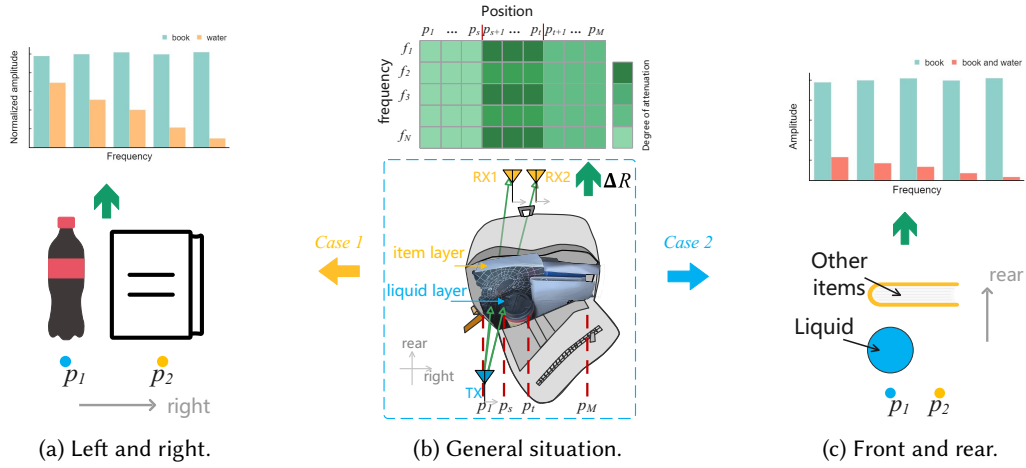 book water
Normalized amplitude
Frequency
p1
p2
right
(a) Left and right.
Position
p1 ... ps ps+1 ... pt pt+1 ... pM
frequency
f1
f2
f3
fN
Degree of attenuation
RX1 RX2
ΔR
Case 1
Case 2
item layer
liquid layer
rear
right
TX
p1 ps pt pM
(b) General situation.
book book and water
Amplitude
Frequency
Other
items
rear
Liquid
p1
p2
(c) Front and rear.